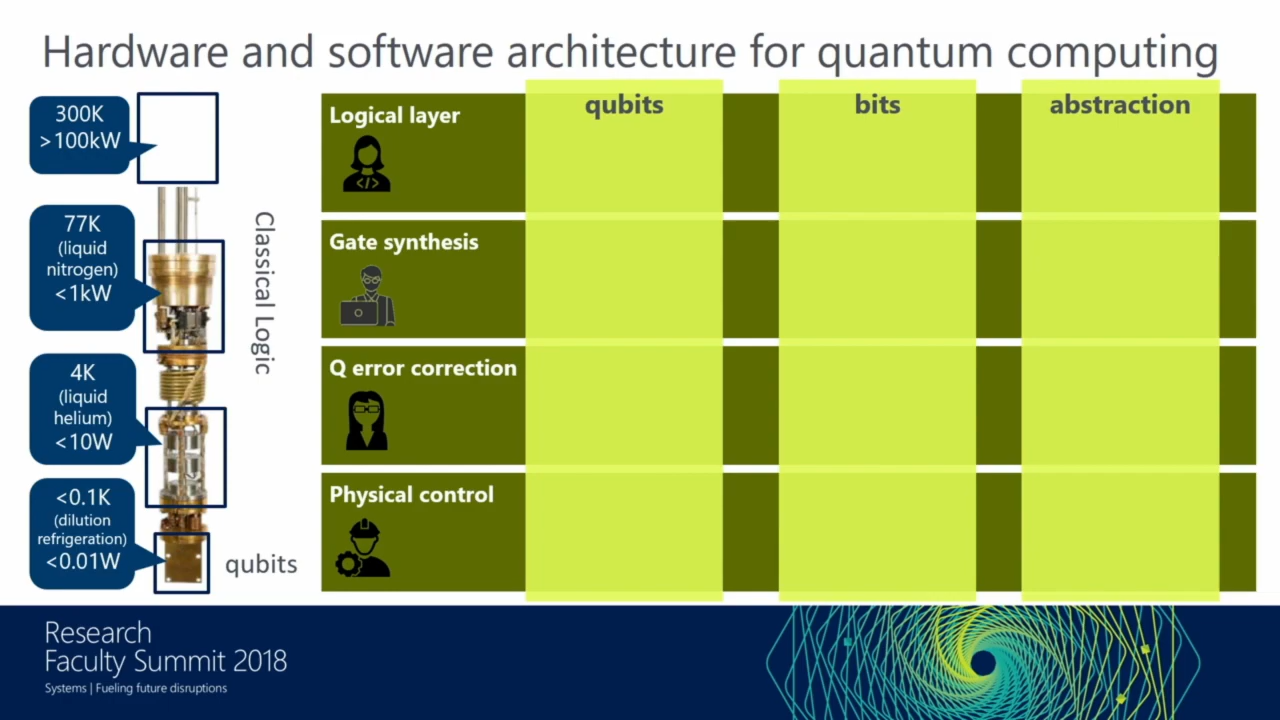 Hardware and software architecture for quantum computing
300K
>100kW
77K
(liquid
nitrogen)
<1kW
4K
(liquid
helium)
<10W
<0.1K
(dilution
refrigeration)
<0.01W
Classical Logic
qubits
qubits
bits
abstraction
Logical layer
</>
Gate synthesis
Q error correction
Physical control
Research
Faculty Summit 2018
Systems | Fueling future disruptions